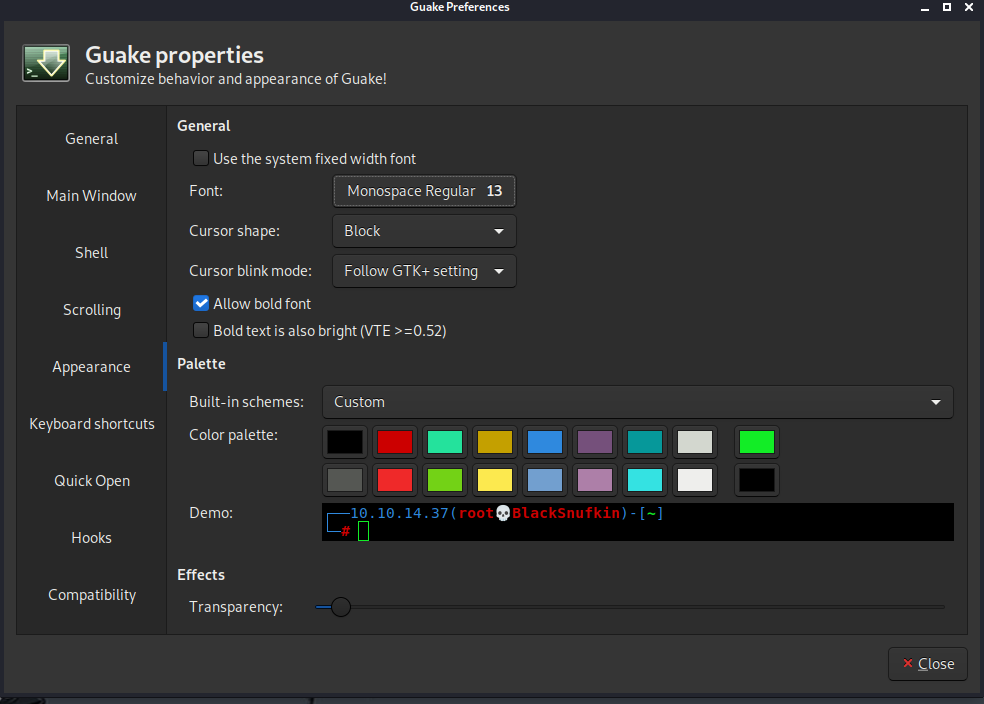 Guake Preferences
Guake properties
Customize behavior and appearance of Guake!
General
Main Window
Shell
Scrolling
Appearance
Keyboard shortcuts
Quick Open
Hooks
Compatibility
General
Use the system fixed width font
Font: Monospace Regular 13
Cursor shape: Block
Cursor blink mode: Follow GTK+ setting
Allow bold font
Bold text is also bright (VTE >=0.52)
Palette
Built-in schemes: Custom
Color palette:
Demo: ┌──10.10.14.37(root💀BlackSnufkin)-[~]
└─#
Effects
Transparency:
Close